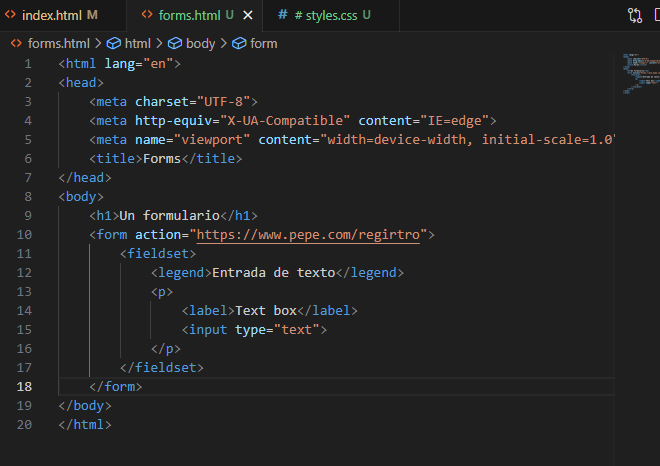 index.html M
forms.html U
# styles.css U
forms.html > html > body > form
1 <html lang="en">
2 <head>
3 <meta charset="UTF-8">
4 <meta http-equiv="X-UA-Compatible" content="IE=edge">
5 <meta name="viewport" content="width=device-width, initial-scale=1.0"
6 <title>Forms</title>
7 </head>
8 <body>
9 <h1>Un formulario</h1>
10 <form action="https://www.pepe.com/regirtro">
11 <fieldset>
12 <legend>Entrada de texto</legend>
13 <p>
14 <label>Text box</label>
15 <input type="text">
16 </p>
17 </fieldset>
18 </form>
19 </body>
20 </html>